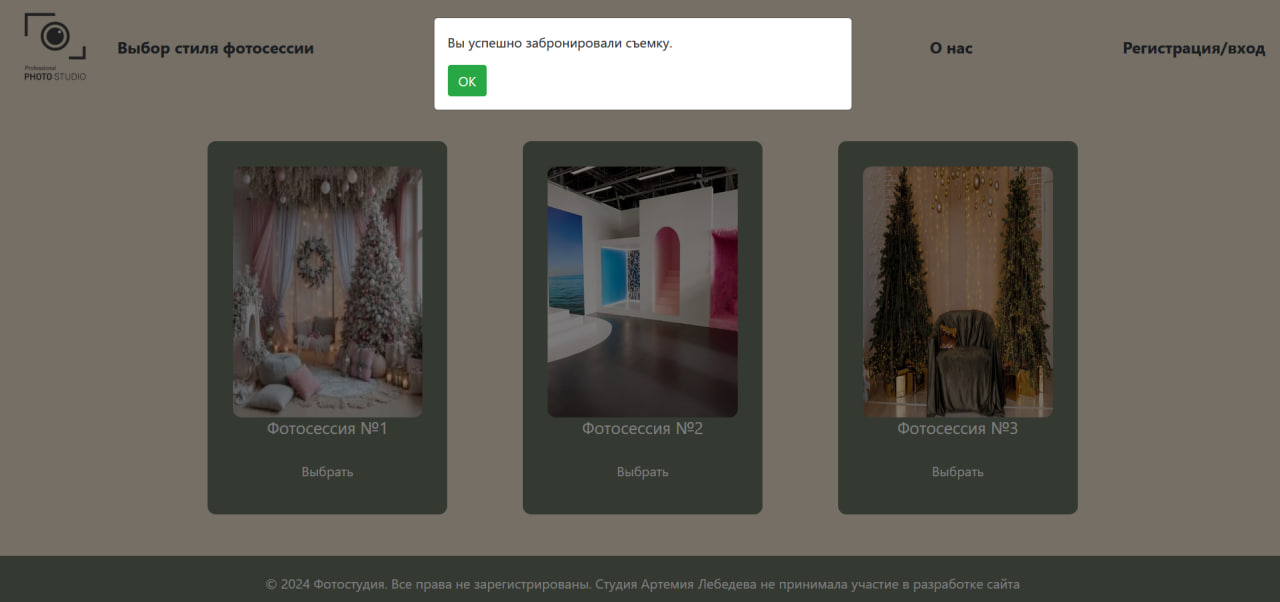 Professional
PHOTO STUDIO
Выбор стиля фотосессии
О нас
Регистрация/вход
Вы успешно забронировали съемку.
OK
Фотосессия №1
Фотосессия №2
Фотосессия №3
Выбрать
Выбрать
Выбрать
© 2024 Фотостудия. Все права не зарегистрированы. Студия Артемия Лебедева не принимала участие в разработке сайта